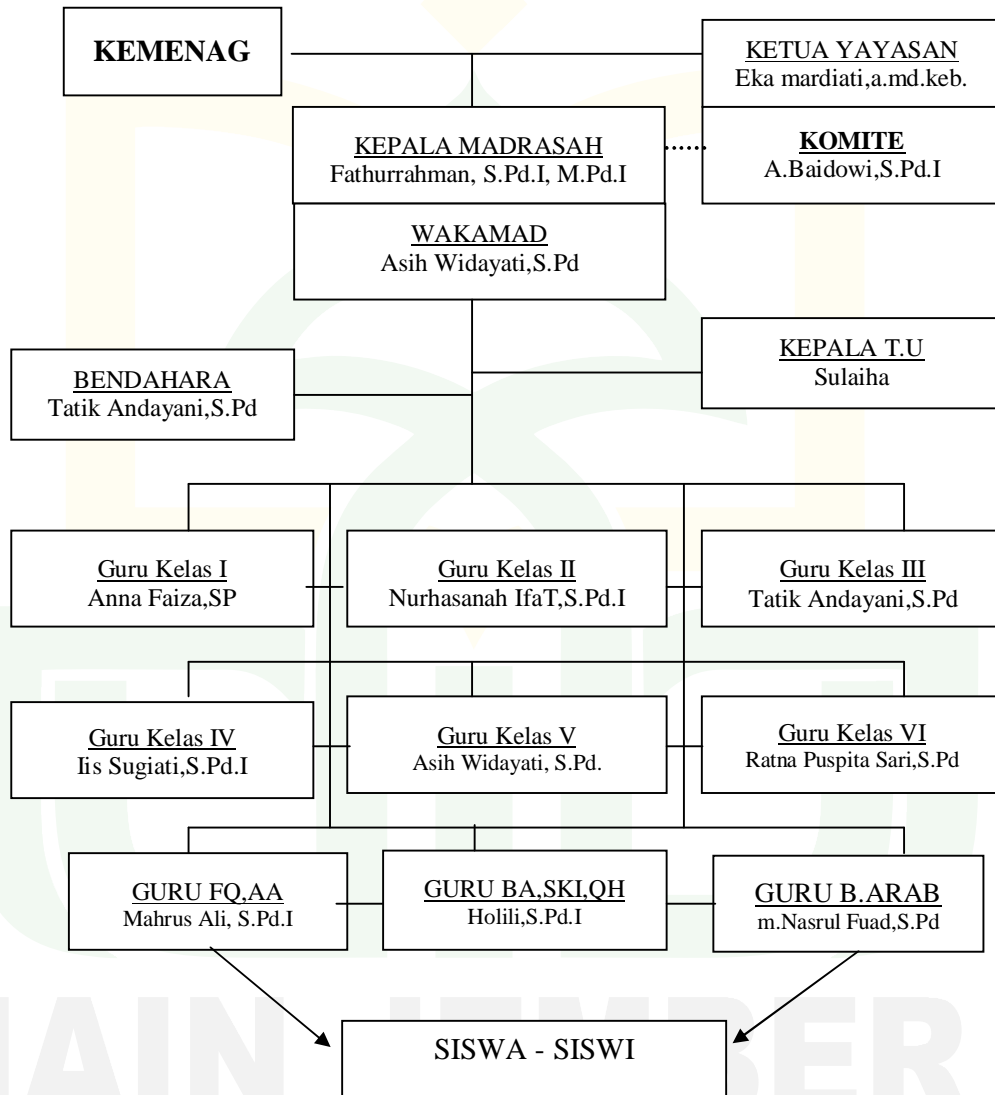 KEMENAG
KETUA YAYASAN
Eka mardiati,a.md.keb.
KEPALA MADRASAH
Fathurrahman, S.Pd.I, M.Pd.I
KOMITE
A.Baidowi,S.Pd.I
WAKAMAD
Asih Widayati,S.Pd
KEPALA T.U
Sulaiha
BENDAHARA
Tatik Andayani,S.Pd
Guru Kelas I
Anna Faiza,SP
Guru Kelas II
Nurhasanah IfaT,S.Pd.I
Guru Kelas III
Tatik Andayani,S.Pd
Guru Kelas IV
Iis Sugiati,S.Pd.I
Guru Kelas V
Asih Widayati, S.Pd.
Guru Kelas VI
Ratna Puspita Sari,S.Pd
GURU FQ,AA
Mahrus Ali, S.Pd.I
GURU BA,SKI,QH
Holili,S.Pd.I
GURU B.ARAB
m.Nasrul Fuad,S.Pd
SISWA - SISWI